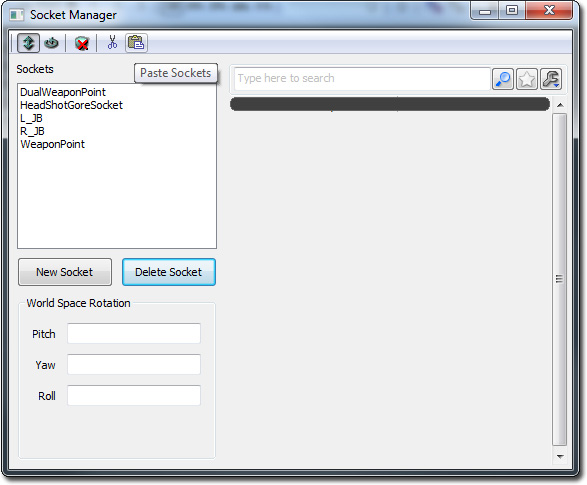 Socket Manager
Sockets
Paste Sockets
Type here to search
DualWeaponPoint
HeadShotGoreSocket
L_JB
R_JB
WeaponPoint
New Socket
Delete Socket
World Space Rotation
Pitch
Yaw
Roll